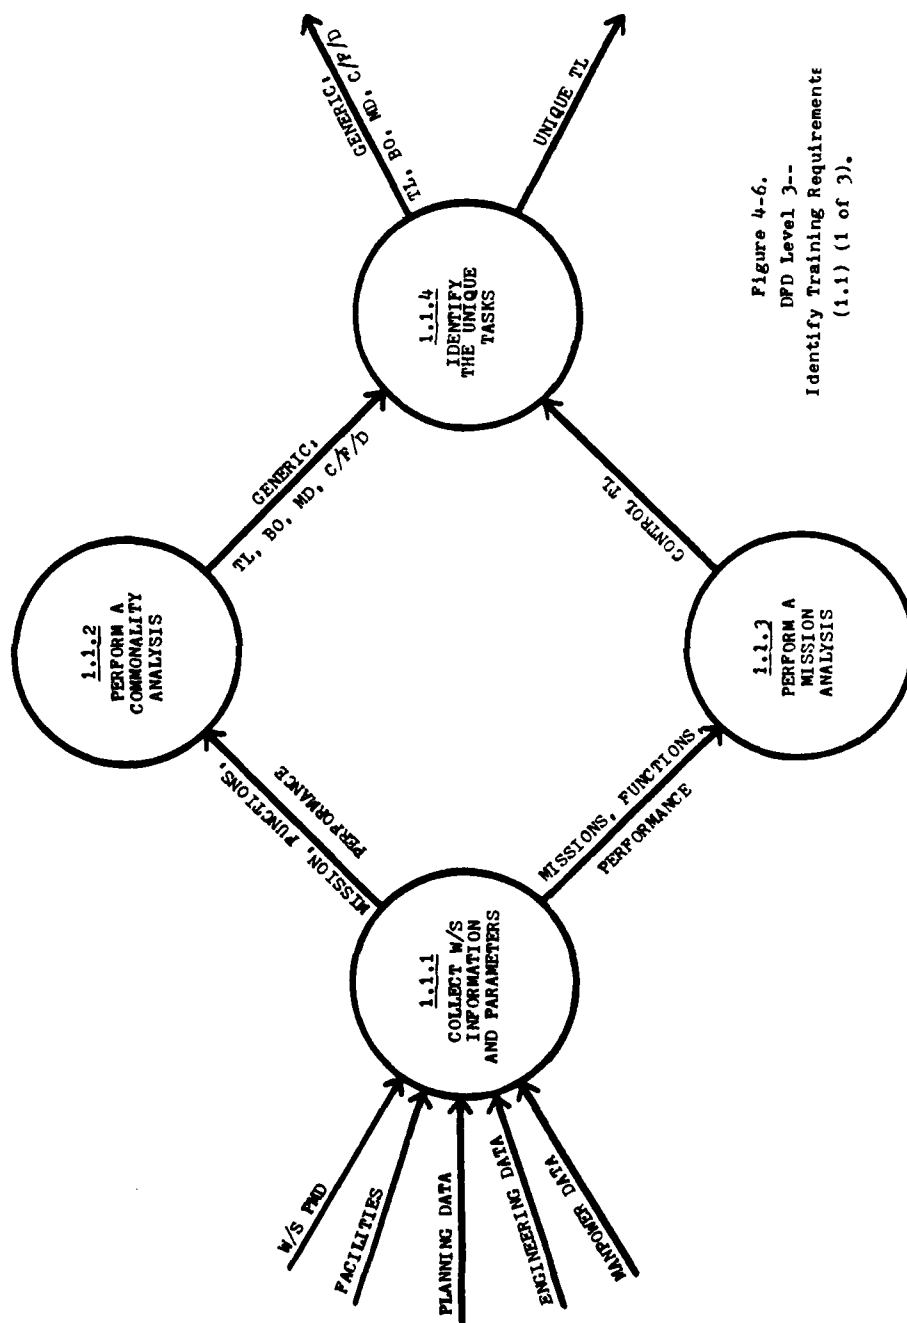 W/S PMD
FACILITIES
PLANNING DATA
ENGINEERING DATA
MANPOWER DATA
1.1.1
COLLECT W/S
INFORMATION
AND PARAMETERS
MISSION, FUNCTIONS,
PERFORMANCE
MISSIONS, FUNCTIONS,
PERFORMANCE
1.1.2
PERFORM A
COMMONALITY
ANALYSIS
1.1.3
PERFORM A
MISSION
ANALYSIS
GENERIC,
TL, BO, MD, C/F/D
CONTROL TL
1.1.4
IDENTIFY
THE UNIQUE
TASKS
GENERIC,
TL, BO, MD, C/F/D
UNIQUE TL
Figure 4-6.
DFD Level 3--
Identify Training Requirements
(1.1) (1 of 3).